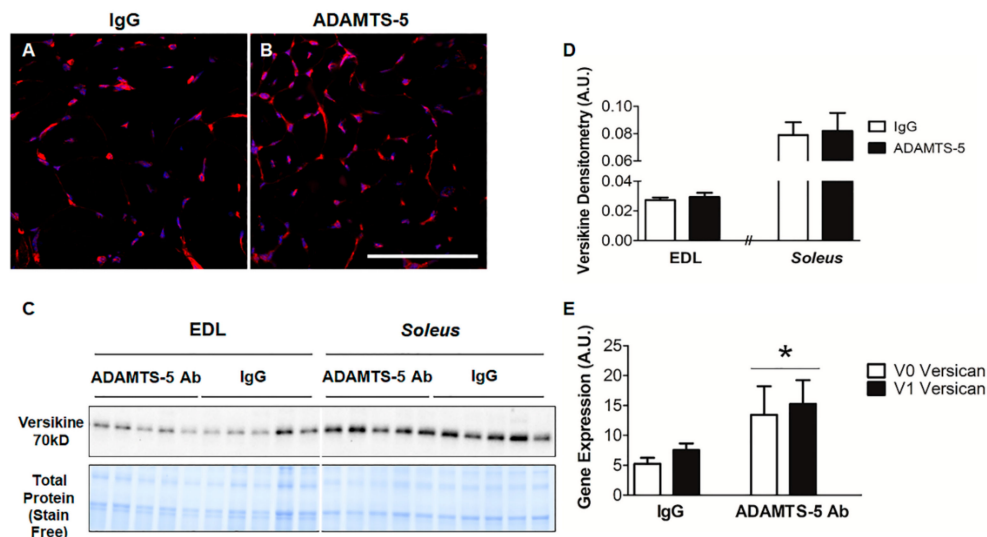 IgG
ADAMTS-5
A
B
C
EDL
Soleus
ADAMTS-5 Ab
IgG
ADAMTS-5 Ab
IgG
Versikine
70kD
Total
Protein
(Stain
Free)
D
Versikine Densitometry (A.U.)
0.10
0.08
0.06
0.04
0.02
0.00
EDL
//
Soleus
IgG
ADAMTS-5
E
Gene Expression (A.U.)
25
20
15
10
5
0
*
IgG
ADAMTS-5 Ab
V0 Versican
V1 Versican